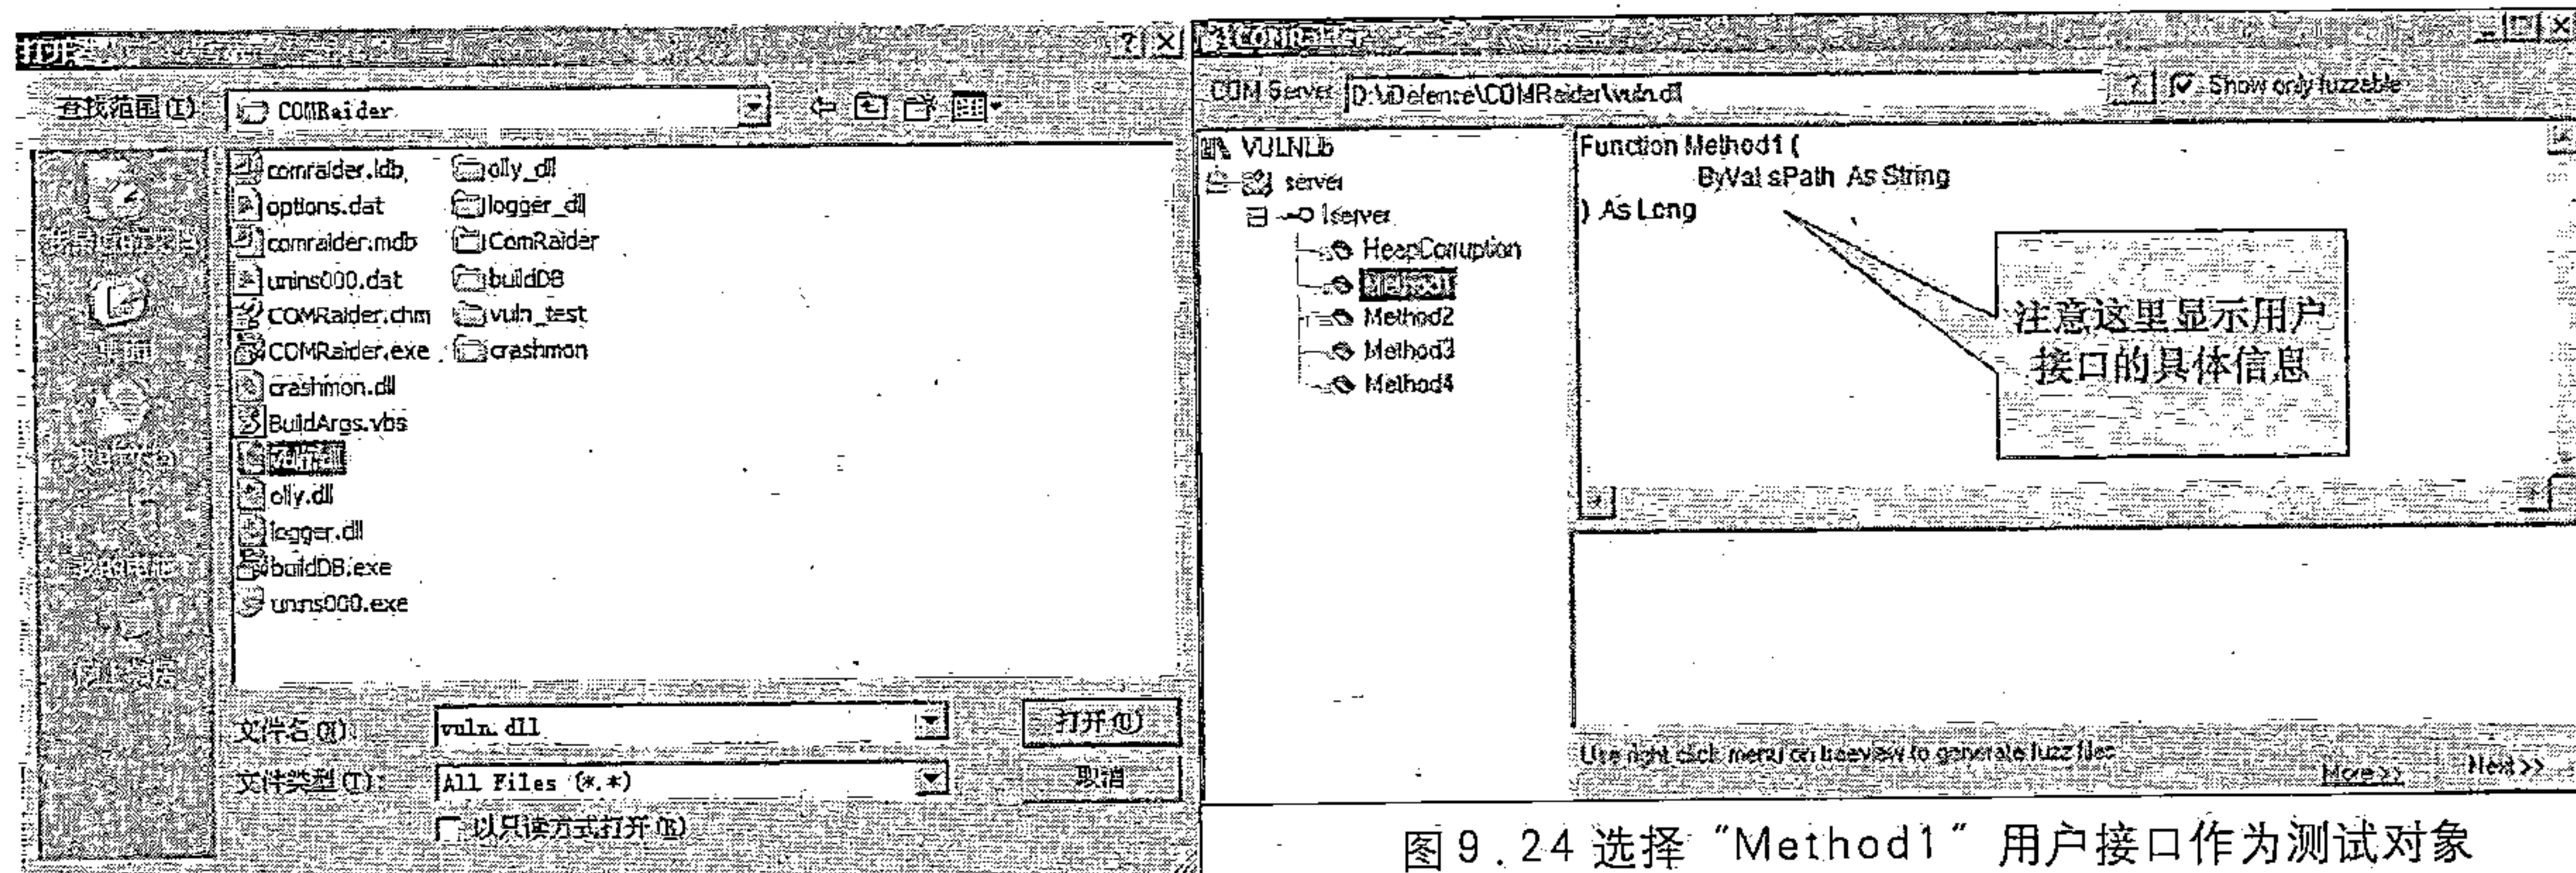 查找范围(I)
COMRaider
comraider.ldb
options.dat
comraider.mdb
unins000.dat
COMRaider.chm
COMRaider.exe
crashmon.dll
BuildArgs.vbs
vuln.dll
olly.dll
logger.dll
buildDB.exe
unins000.exe
olly_dll
logger_dll
ComRaider
buildDB
vuln_test
crashmon
文件名(N):
vuln.dll
打开(O)
文件类型(T):
All Files (*.*)
取消
以只读方式打开(R)
COMRaider
COM Server
D:\iDefence\COMRaider\vuln.dll
?
Show only fuzzable
VULNLib
server
Iserver
HeapCorruption
Method1
Method2
Method3
Method4
Function Method1 (
ByVal sPath As String
) As Long
注意这里显示用户
接口的具体信息
Use right click menu on treeview to generate fuzz files
More>>
Next>>
图9.24 选择“Method1”用户接口作为测试对象